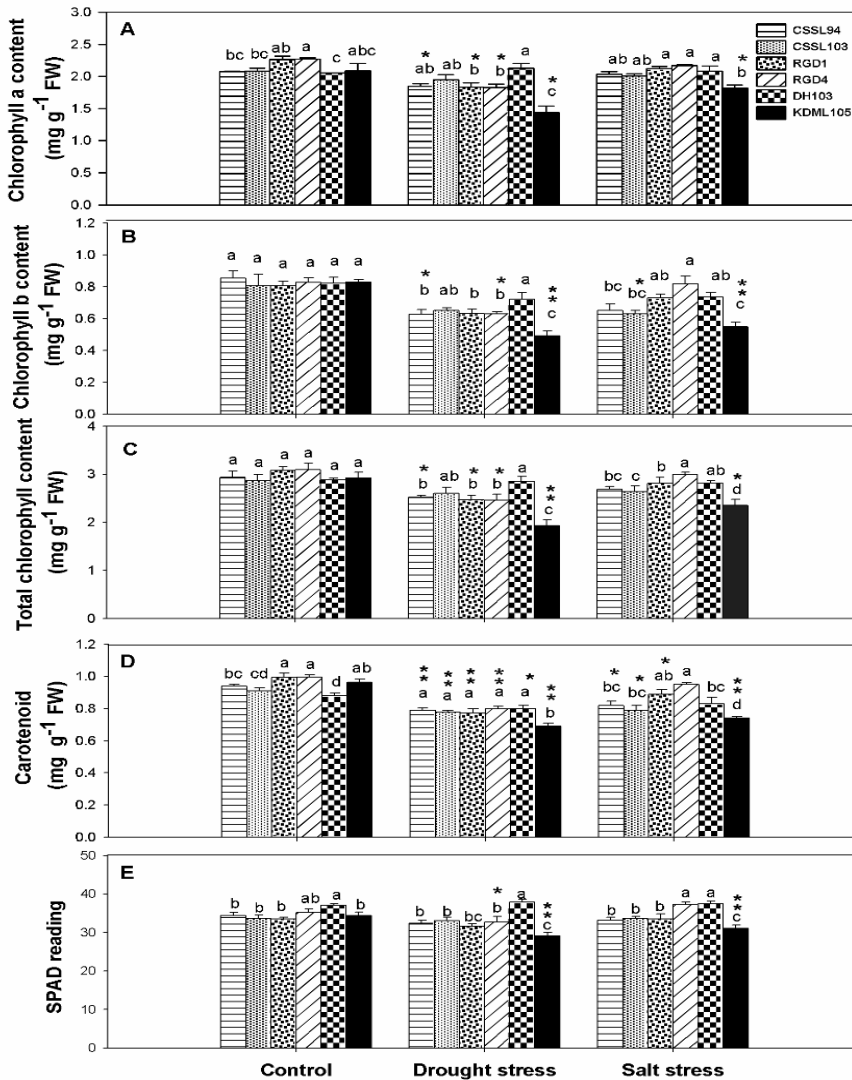 A
Chlorophyll a content
(mg g⁻¹ FW)
3.0
2.5
2.0
1.5
1.0
0.5
0.0
bc bc ab a c abc
* * * *
ab ab b b a c
*
ab ab ab a a b
CSSL94
CSSL103
RGD1
RGD4
DH103
KDML105
B
Chlorophyll b content
(mg g⁻¹ FW)
1.2
1.0
0.8
0.6
0.4
0.2
0.0
a a a a a a
* * **
b ab b b a c
* **
bc bc ab a ab c
C
Total chlorophyll content
(mg g⁻¹ FW)
4
3
2
1
0
a a a a a a
* * * **
b ab b b a c
*
bc c b a ab d
D
Carotenoid
(mg g⁻¹ FW)
1.2
1.0
0.8
0.6
0.4
0.2
0.0
bc cd a a d ab
** ** ** ** * **
a a a a a b
* * * **
bc bc ab a bc d
E
SPAD reading
50
40
30
20
10
0
b b b ab a b
* **
b b bc b a c
**
b b b a a c
Control Drought stress Salt stress